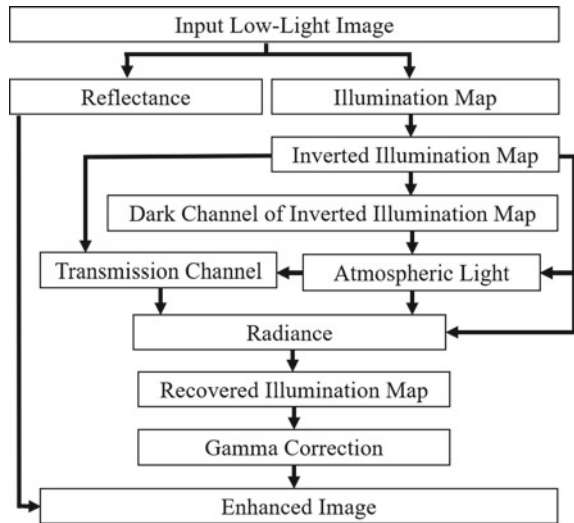 Input Low-Light Image
Reflectance
Illumination Map
Inverted Illumination Map
Dark Channel of Inverted Illumination Map
Transmission Channel
Atmospheric Light
Radiance
Recovered Illumination Map
Gamma Correction
Enhanced Image